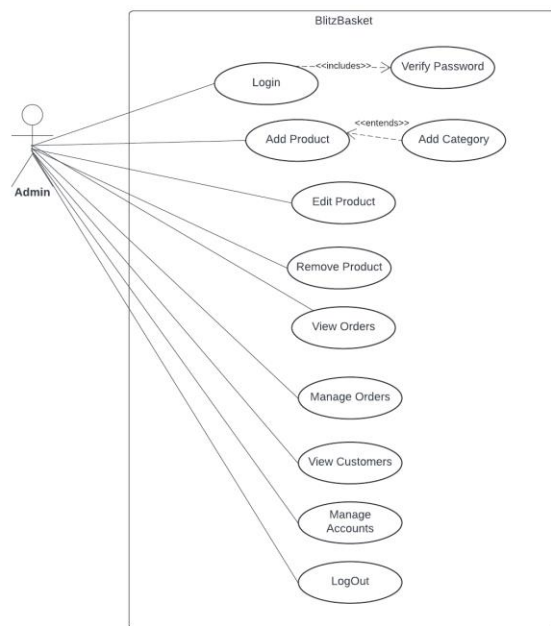 BlitzBasket
<<includes>>
Verify Password
Login
<<entends>>
Add Product
Add Category
Admin
Edit Product
Remove Product
View Orders
Manage Orders
View Customers
Manage
Accounts
LogOut